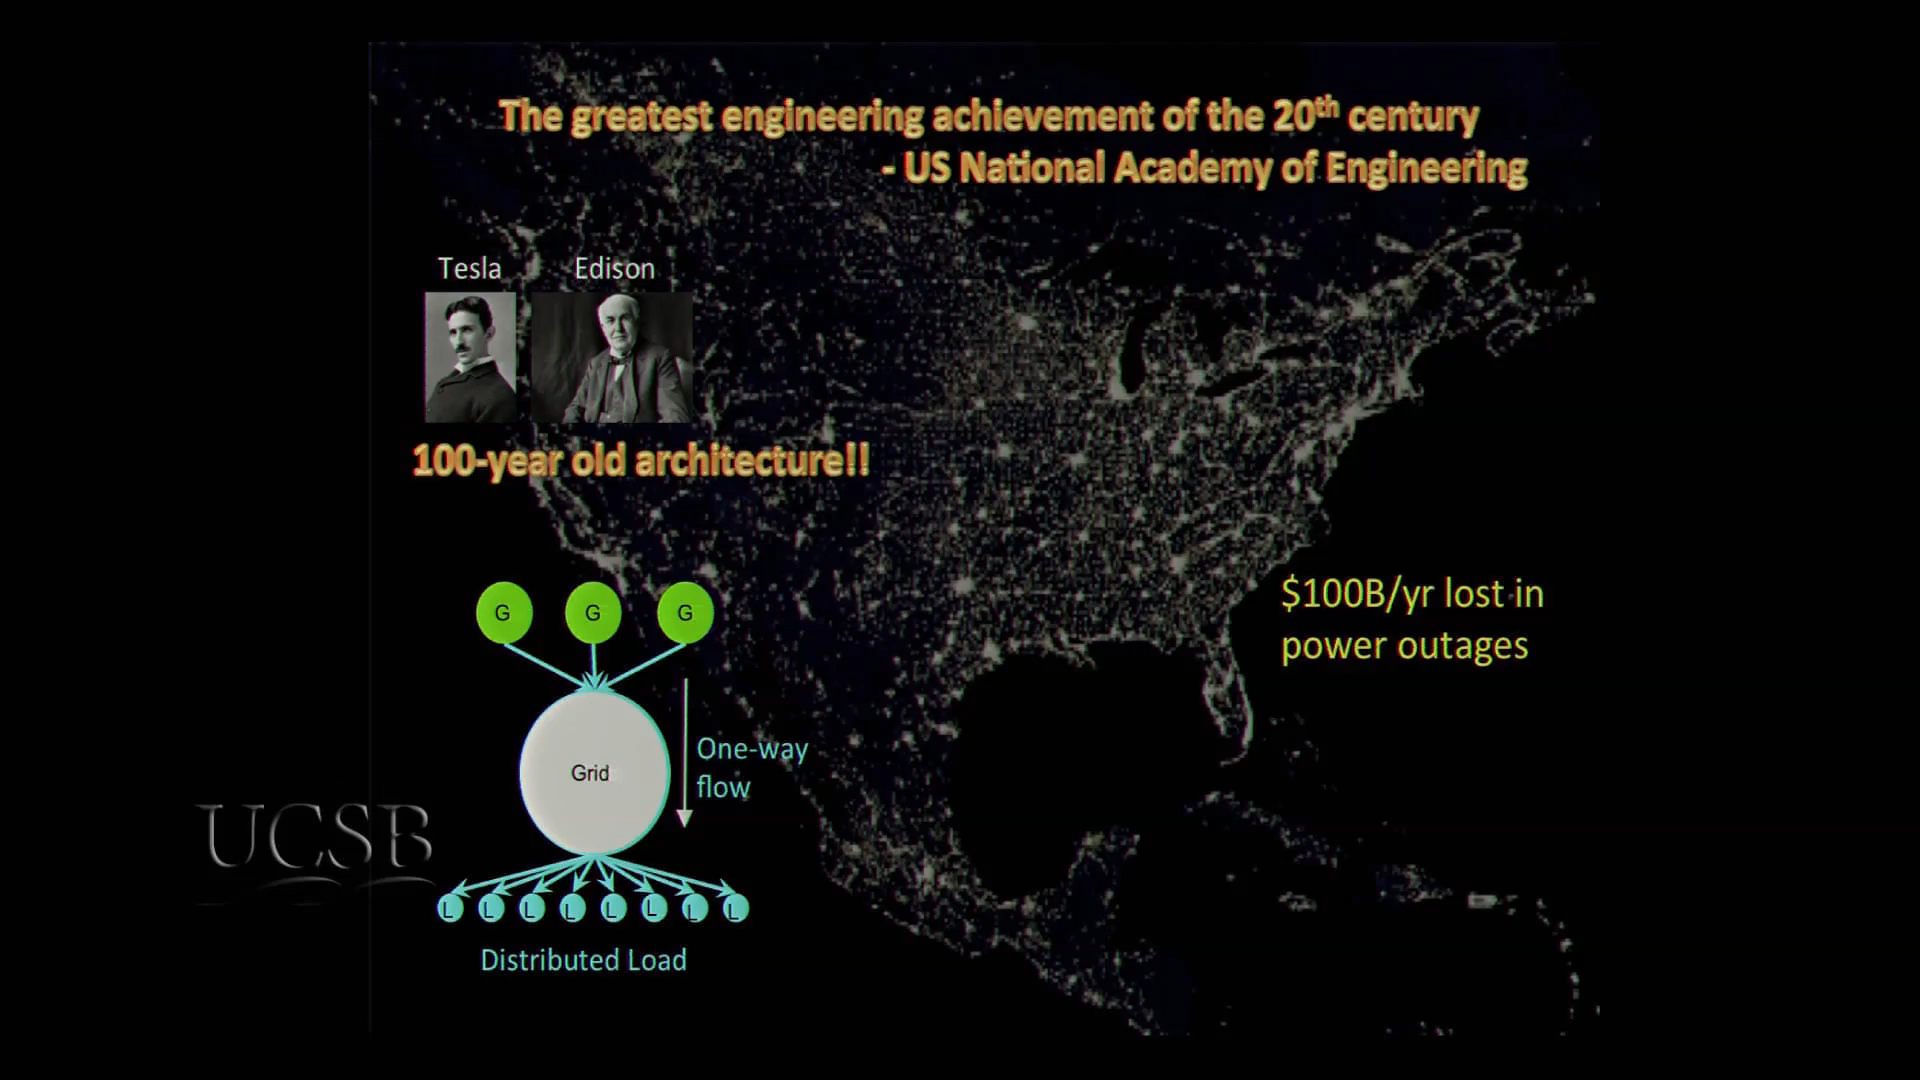 The greatest engineering achievement of the 20th century
- US National Academy of Engineering
Tesla Edison
100-year old architecture!!
G G G
Grid
One-way
flow
L L L L L L L L
Distributed Load
$100B/yr lost in
power outages
UCSB